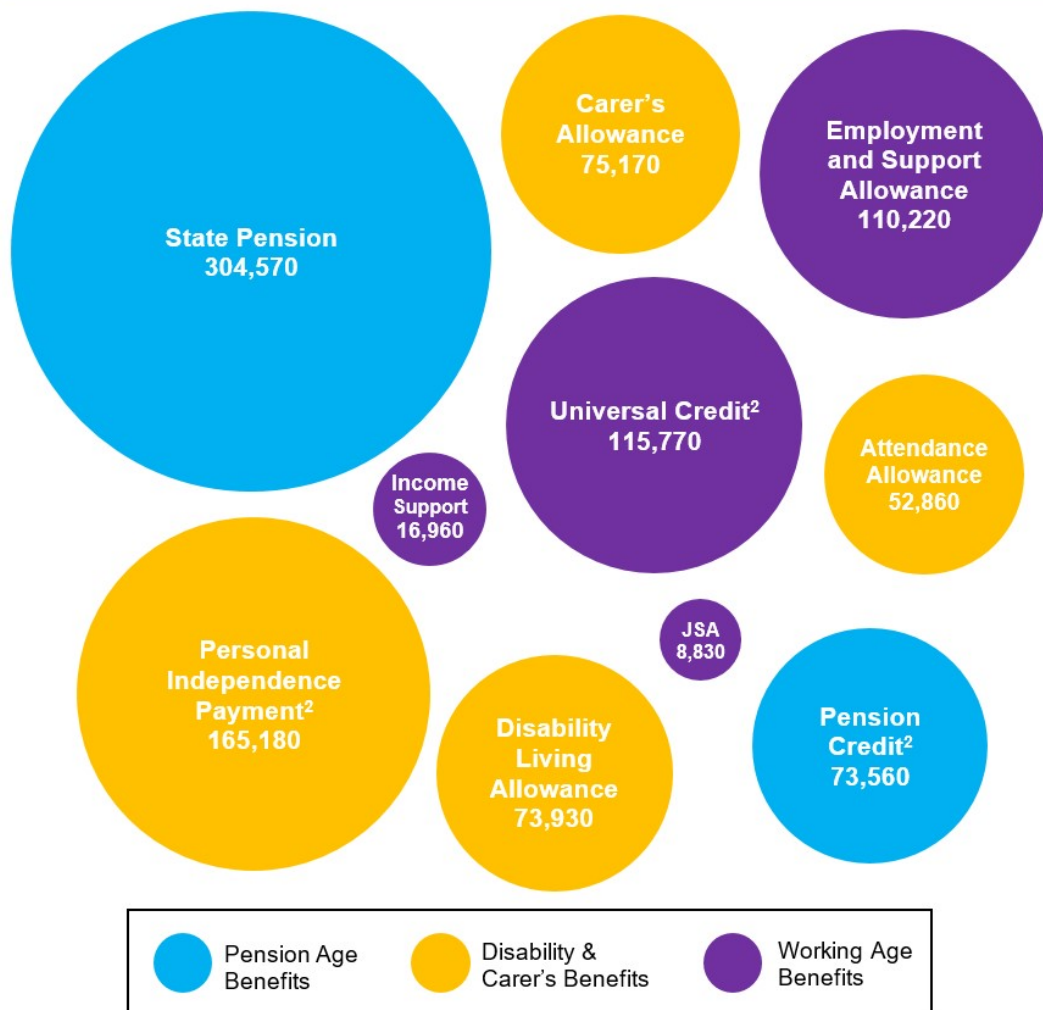 State Pension
304,570
Carer’s
Allowance
75,170
Employment
and Support
Allowance
110,220
Universal Credit²
115,770
Income
Support
16,960
Attendance
Allowance
52,860
Personal
Independence
Payment²
165,180
Disability
Living
Allowance
73,930
JSA
8,830
Pension
Credit²
73,560
Pension Age
Benefits
Disability &
Carer’s Benefits
Working Age
Benefits